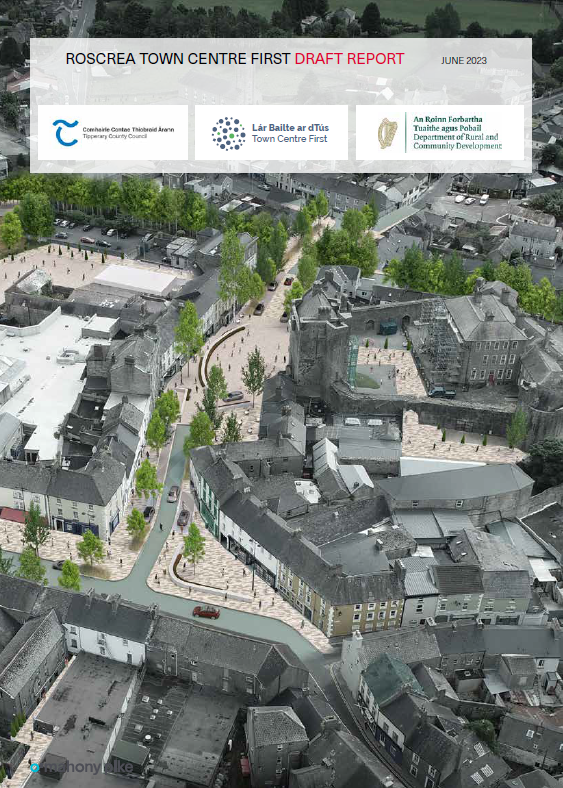 ROSCREA TOWN CENTRE FIRST DRAFT REPORT JUNE 2023
Comhairle Contae Thiobraid Árann
Tipperary County Council
Lár Bailte ar dTús
Town Centre First
An Roinn Forbartha
Tuaithe agus Pobail
Department of Rural and
Community Development